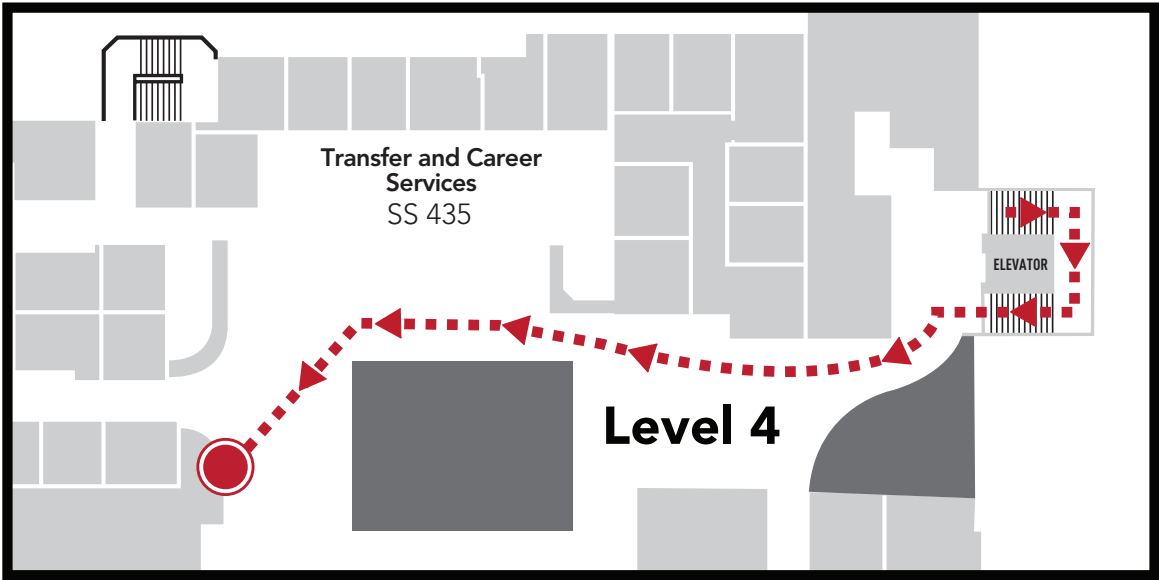 Transfer and Career
Services
SS 435
ELEVATOR
Level 4